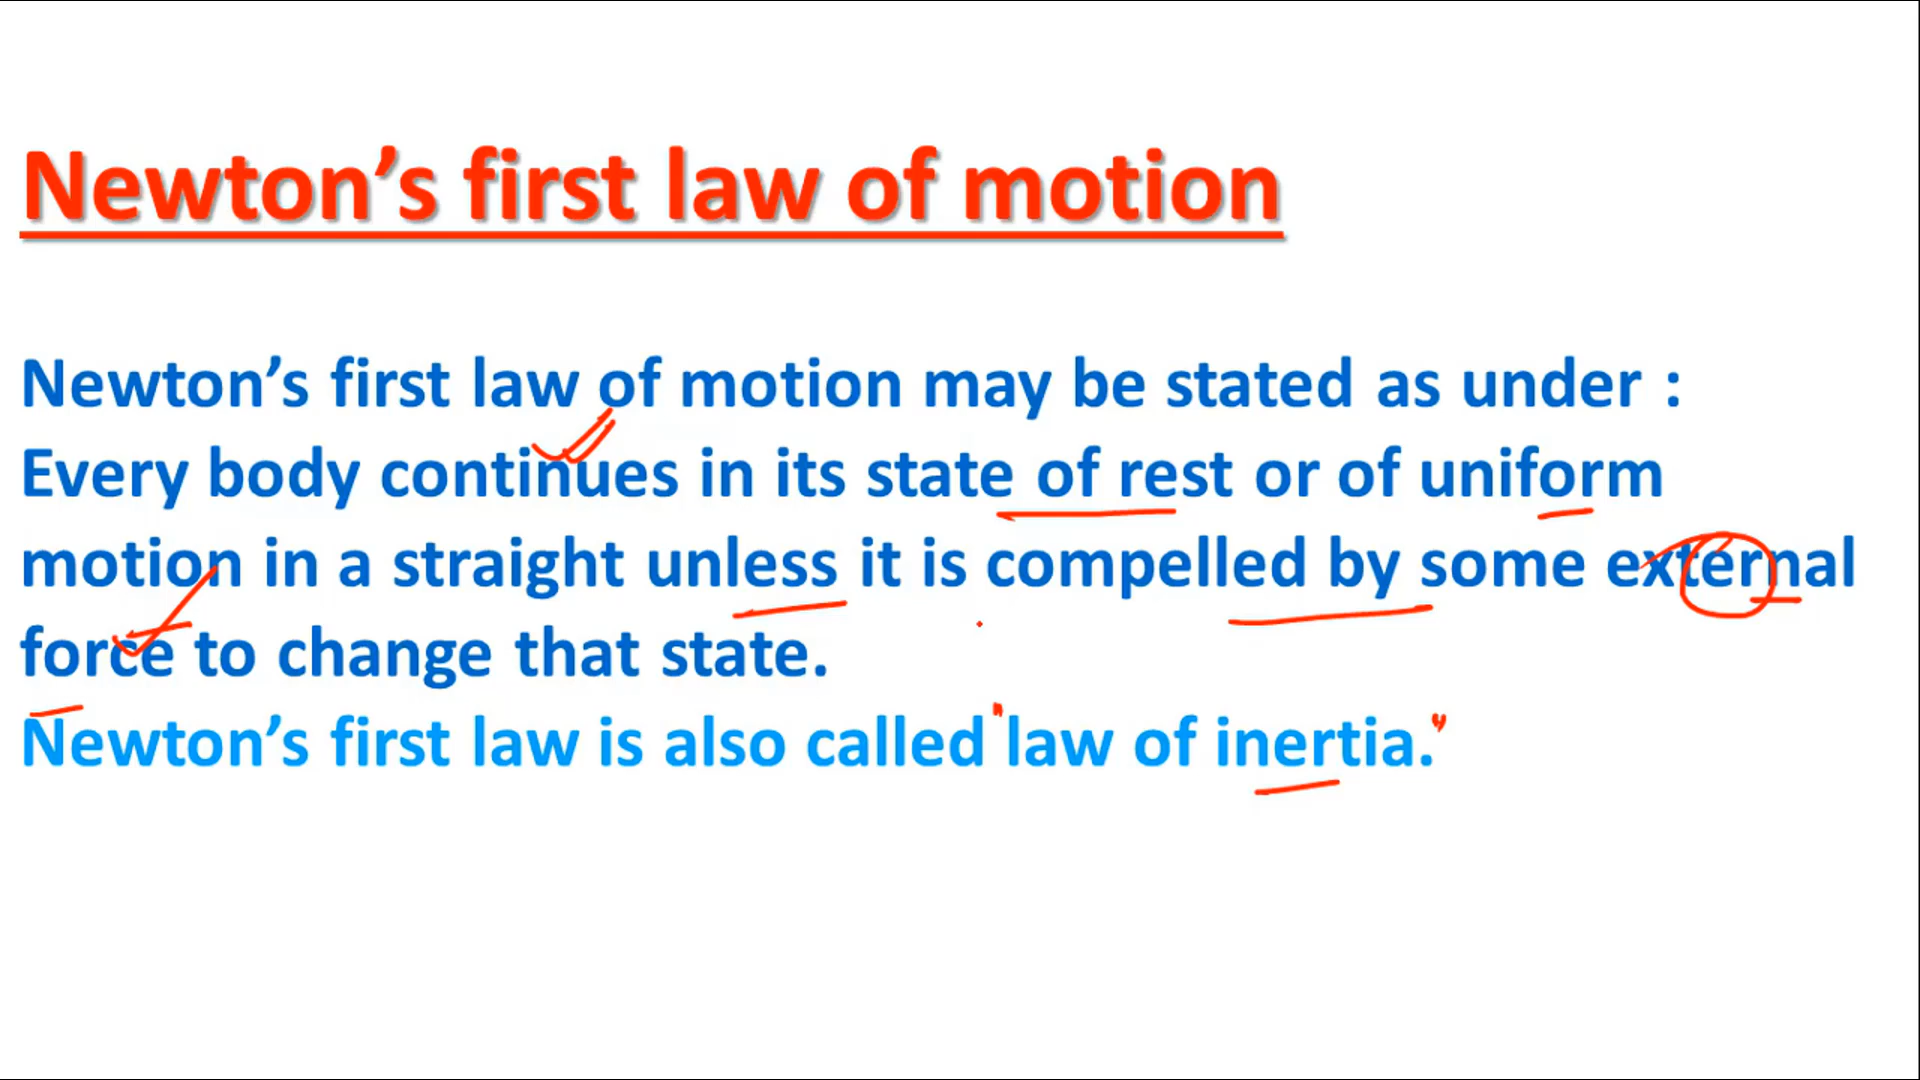 Newton’s first law of motion
Newton’s first law of motion may be stated as under :
Every body continues in its state of rest or of uniform
motion in a straight unless it is compelled by some external
force to change that state.
Newton’s first law is also called "law of inertia."